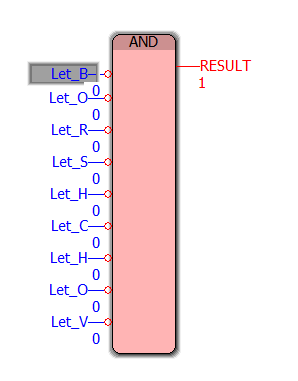 AND
Let_B
RESULT
1
0
Let_O
0
Let_R
0
Let_S
0
Let_H
0
Let_C
0
Let_H
0
Let_O
0
Let_V
0